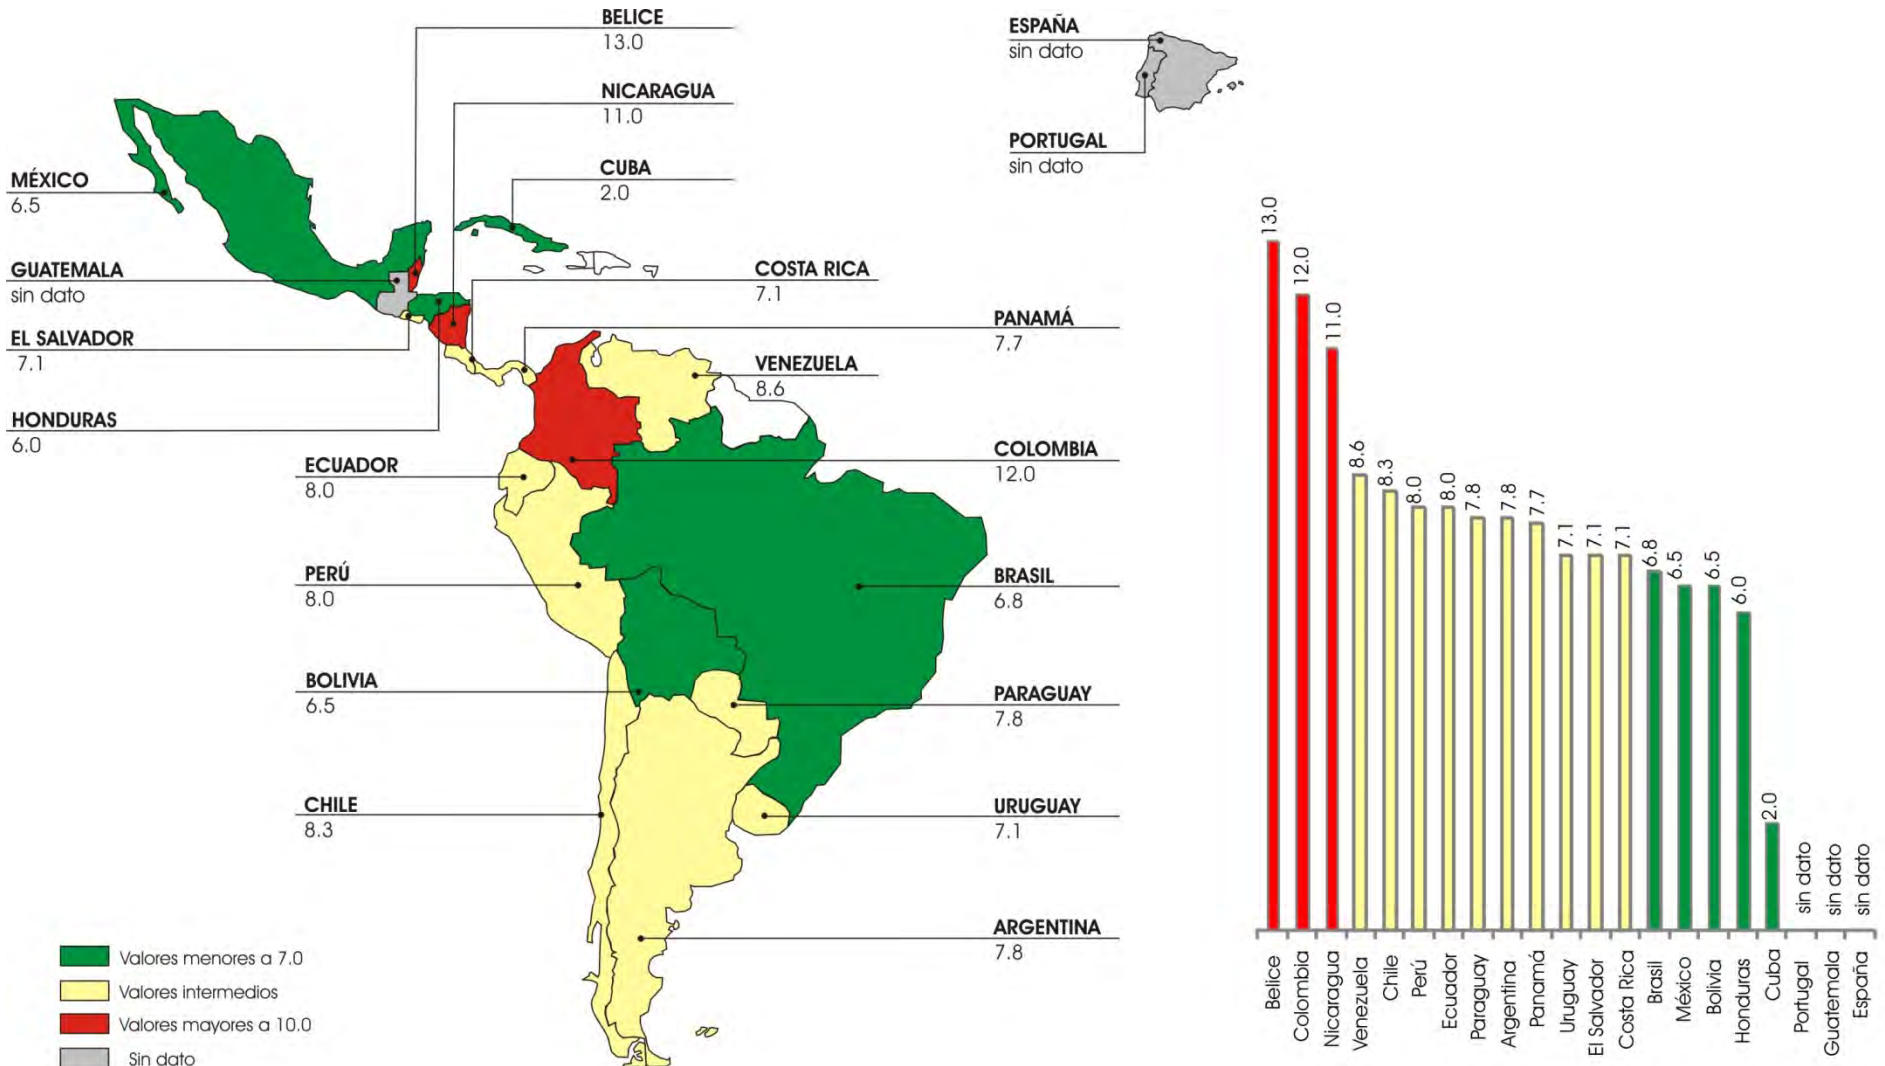 BELICE
13.0
NICARAGUA
11.0
CUBA
2.0
MÉXICO
6.5
GUATEMALA
sin dato
EL SALVADOR
7.1
HONDURAS
6.0
COSTA RICA
7.1
PANAMÁ
7.7
VENEZUELA
8.6
COLOMBIA
12.0
ECUADOR
8.0
PERÚ
8.0
BRASIL
6.8
BOLIVIA
6.5
PARAGUAY
7.8
CHILE
8.3
URUGUAY
7.1
ARGENTINA
7.8
Valores menores a 7.0
Valores intermedios
Valores mayores a 10.0
Sin dato
ESPAÑA
sin dato
PORTUGAL
sin dato
13.0
12.0
11.0
8.6
8.3
8.0
8.0
7.8
7.8
7.7
7.1
7.1
7.1
6.8
6.5
6.5
6.0
2.0
sin dato
sin dato
sin dato
Belice
Colombia
Nicaragua
Venezuela
Chile
Perú
Ecuador
Paraguay
Argentina
Panamá
Uruguay
El Salvador
Costa Rica
Brasil
México
Bolivia
Honduras
Cuba
Portugal
Guatemala
España